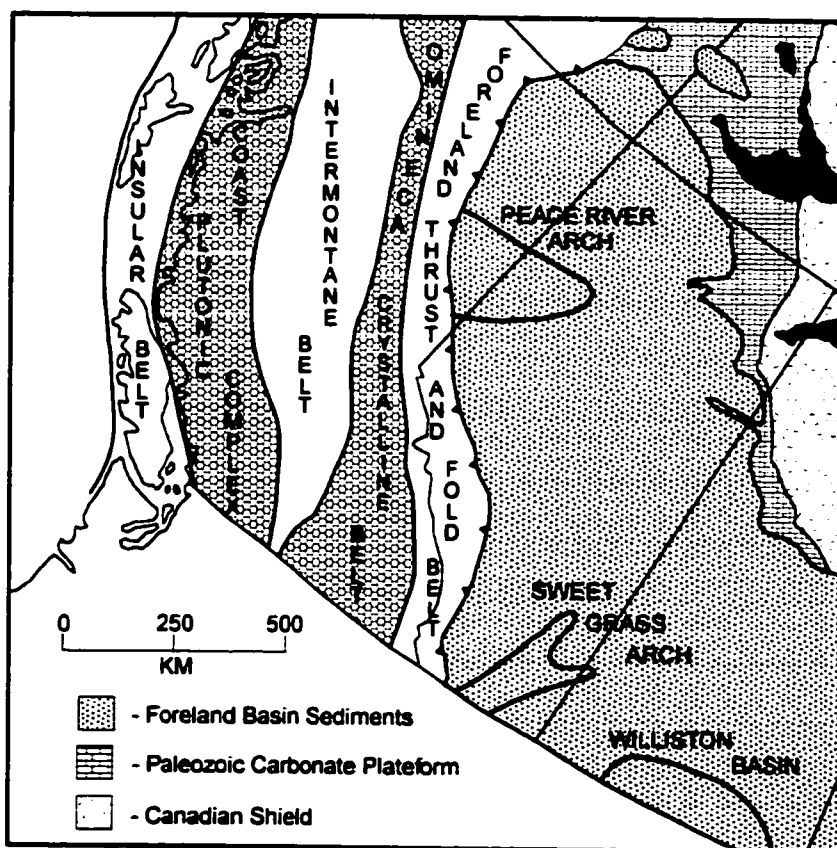 INSULAR BELT
COAST PLUTONIC COMPLEX
INTERMONTANE BELT
OMINECA CRYSTALLINE BELT
FORELAND THRUST AND FOLD BELT
PEACE RIVER
ARCH
SWEET
GRASS
ARCH
WILLISTON
BASIN
0 250 500
KM
- Foreland Basin Sediments
- Paleozoic Carbonate Plateform
- Canadian Shield